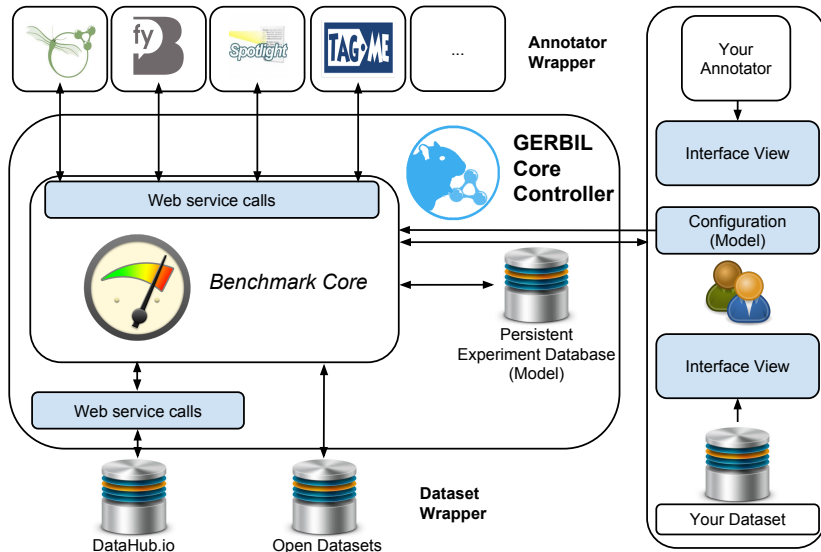 fy
Spotlight
TAG ME
...
Annotator
Wrapper
Your
Annotator
Interface View
GERBIL
Core
Controller
Web service calls
Configuration
(Model)
Benchmark Core
Persistent
Experiment Database
(Model)
Interface View
Web service calls
Dataset
Wrapper
DataHub.io
Open Datasets
Your Dataset